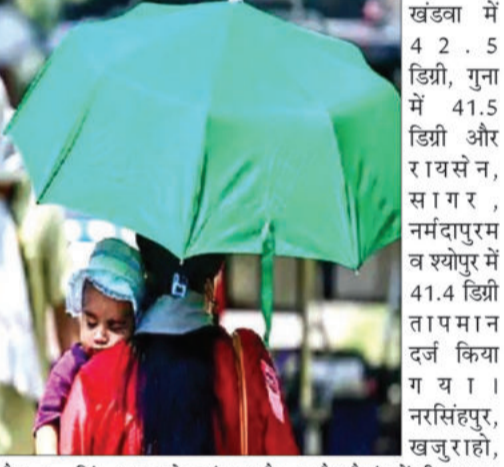 खंडवा में
4 2 . 5
डिग्री, गुना
में 41.5
डिग्री और
रायसेन,
सागर ,
नर्मदापुरम
व श्योपुर में
41.4 डिग्री
तापमान
दर्ज किया
ग या ।
नरसिंहपुर,
खजुराहो,